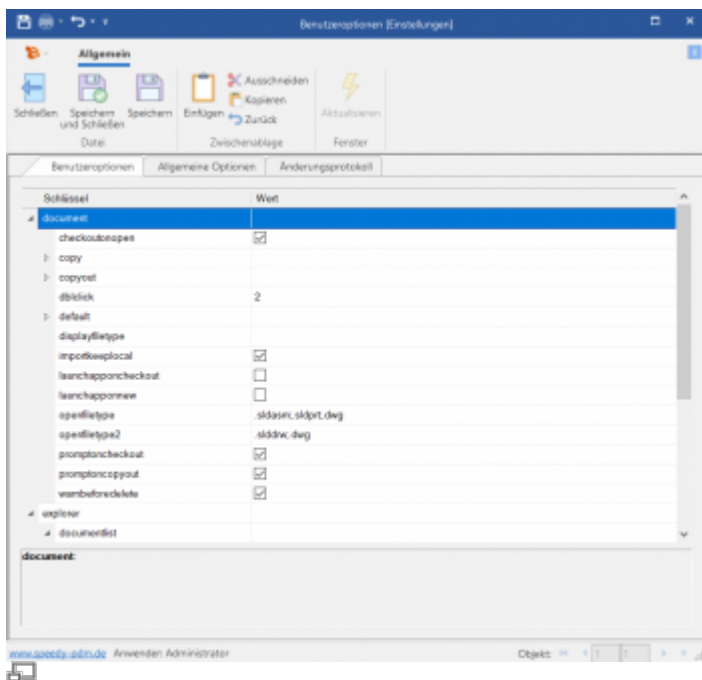 Benutzeroptionen [Einstellungen]
Allgemein
Schließen
Speichern und Schließen
Speichern
Einfügen
Ausschneiden
Kopieren
Zurück
Aktualisieren
Datei
Zwischenablage
Fenster
Benutzeroptionen
Allgemeine Optionen
Änderungsprotokoll
Schlüssel Wert
document
checkoutonopen
copy
copyout
dblclick 2
default
displayfiletype
importkeeplocal
launchapponcheckout
launchapponnew
openfiletype .sldasm;.sldprt;.dwg
openfiletype2 .slddrw;.dwg
promptoncheckout
promptoncopyout
warnbeforedelete
explorer
documentlist
document:
www.speedy-pdm.de Anwender: Administrator
Objekt: 1 1